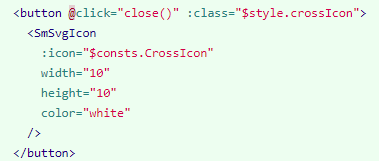 <button @click="close()" :class="$style.crossIcon">
<SmSvgIcon
:icon="$consts.CrossIcon"
width="10"
height="10"
color="white"
/>
</button>